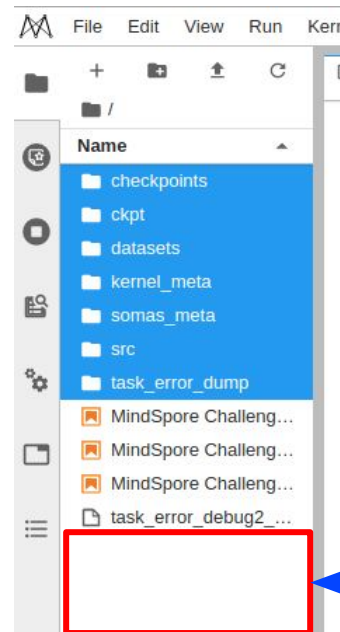 File Edit View Run Kern
/
Name
checkpoints
ckpt
datasets
kernel_meta
somas_meta
src
task_error_dump
MindSpore Challeng...
MindSpore Challeng...
MindSpore Challeng...
task_error_debug2_...